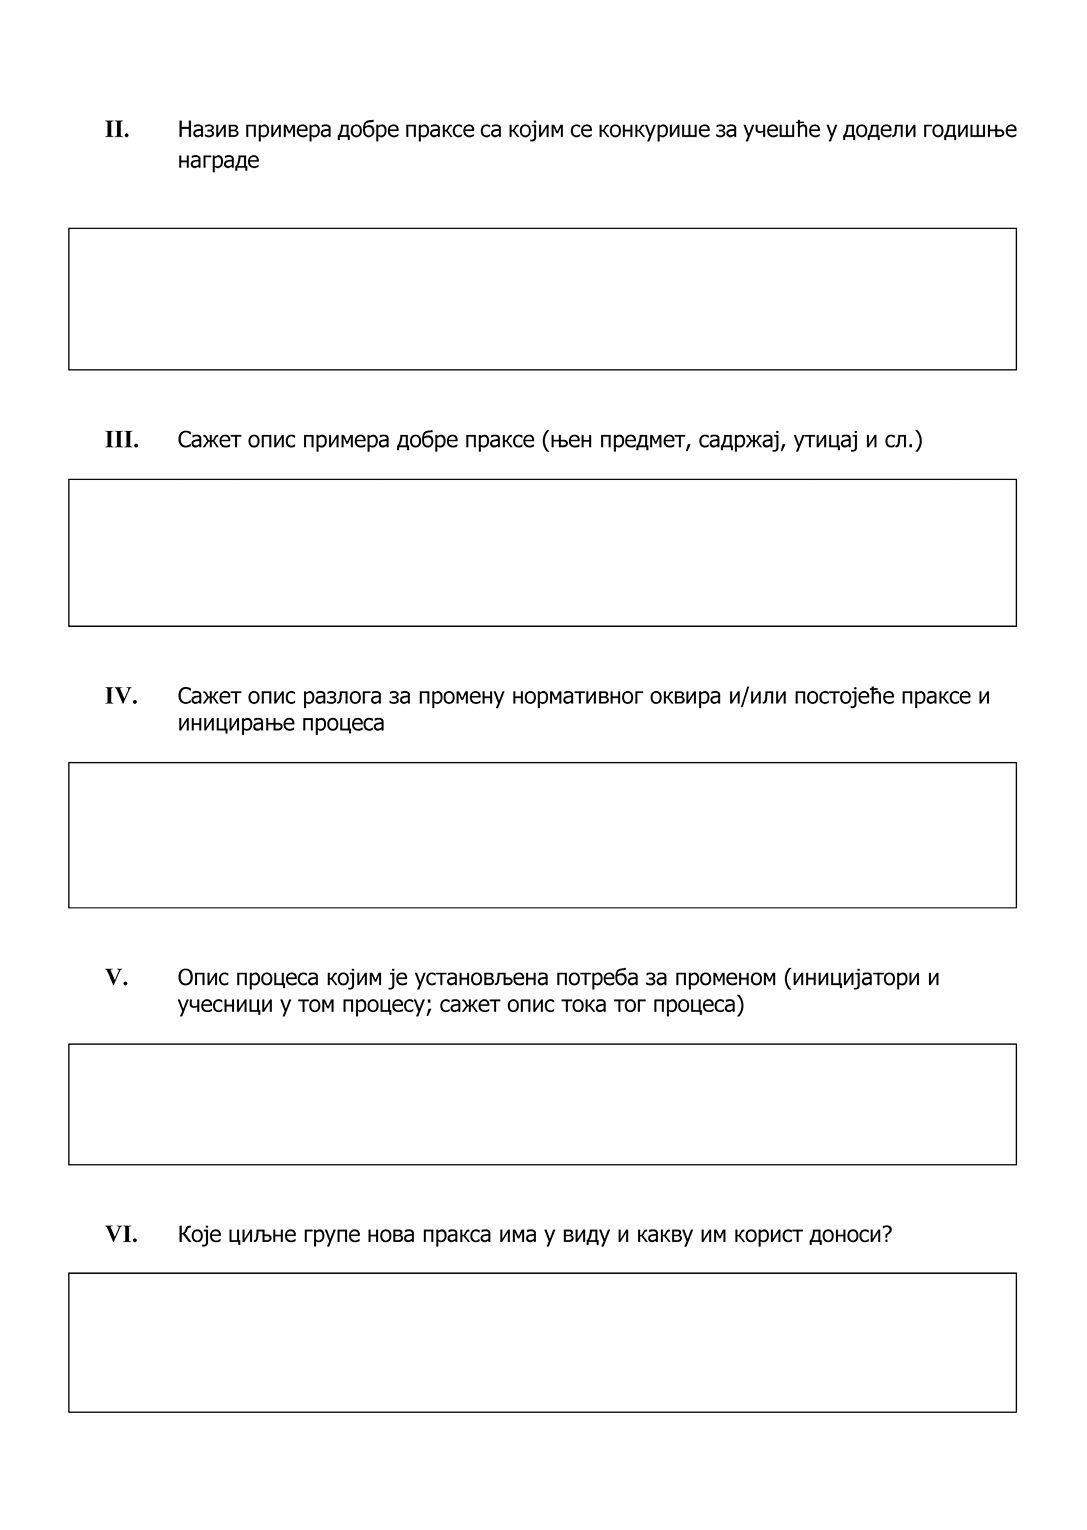 II. Назив примера добре праксе са којим се конкурише за учешће у додели годишње
награде
III. Сажет опис примера добре праксе (њен предмет, садржај, утицај и сл.)
IV. Сажет опис разлога за промену нормативног оквира и/или постојеће праксе и
иницирање процеса
V. Опис процеса којим је установљена потреба за променом (иницијатори и
учесници у том процесу; сажет опис тока тог процеса)
VI. Које циљне групе нова пракса има у виду и какву им корист доноси?